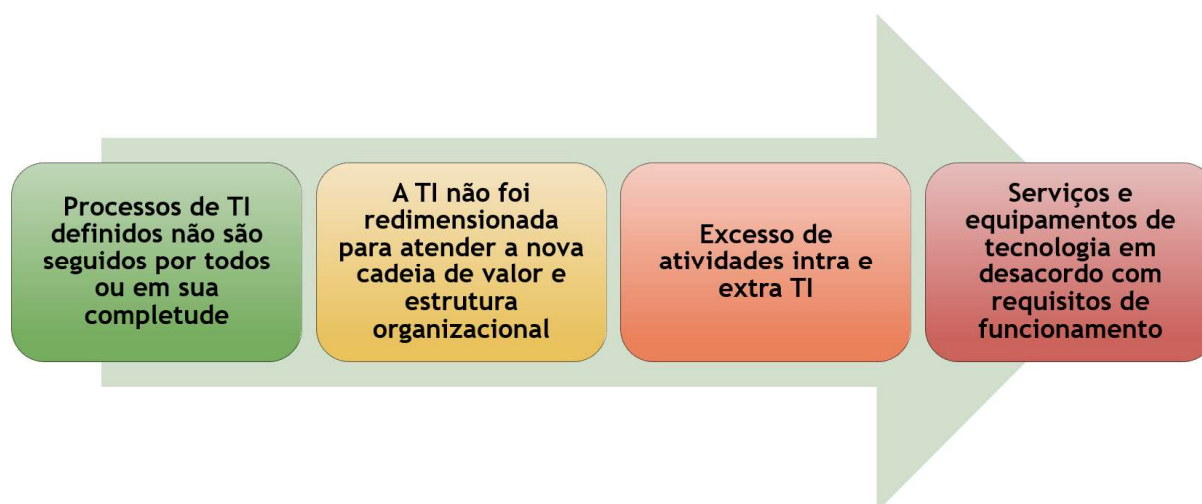 Processos de TI
definidos não são
seguidos por todos
ou em sua
completude
A TI não foi
redimensionada
para atender a nova
cadeia de valor e
estrutura
organizacional
Excesso de
atividades intra e
extra TI
Serviços e
equipamentos de
tecnologia em
desacordo com
requisitos de
funcionamento